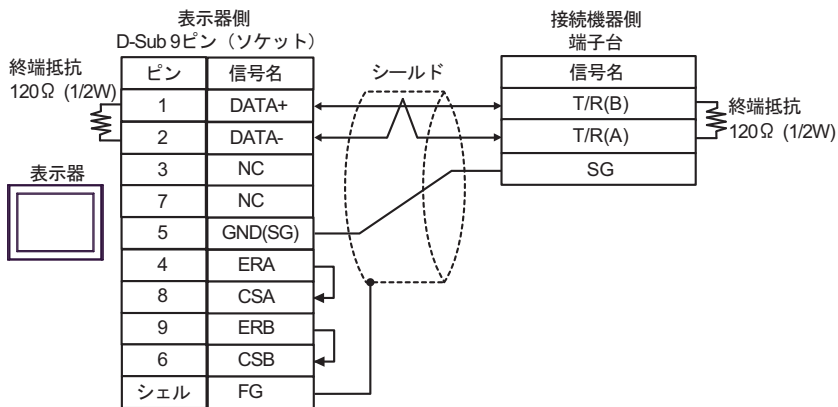 表示器側
D-Sub 9ピン（ソケット）
接続機器側
端子台
終端抵抗
120Ω (1/2W)
ピン 信号名
1 DATA+
2 DATA-
3 NC
7 NC
5 GND(SG)
4 ERA
8 CSA
9 ERB
6 CSB
シェル FG
表示器
シールド
信号名
T/R(B)
T/R(A)
SG
終端抵抗
120Ω (1/2W)